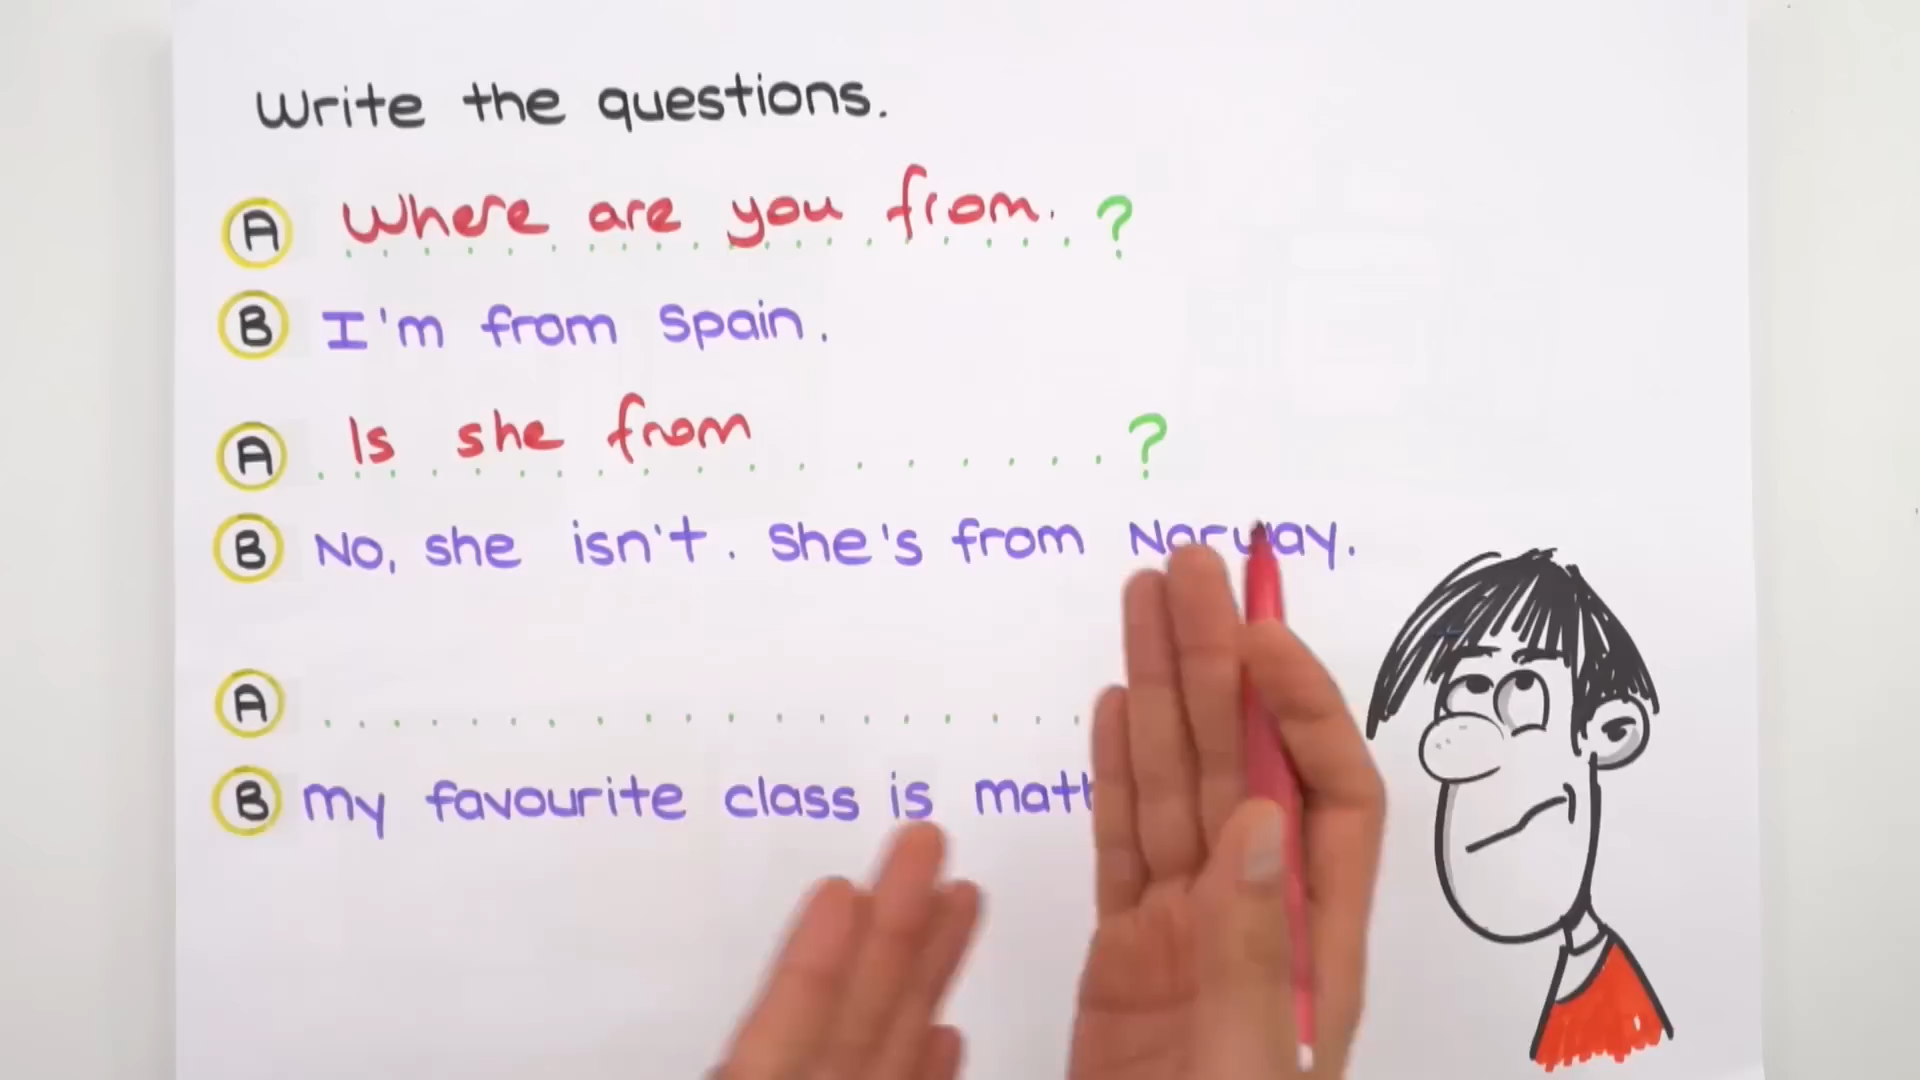 Write the questions.
A Where are you from. ?
B I'm from Spain.
A Is she from ?
B No, she isn't. She's from Norway.
A
B my favourite class is